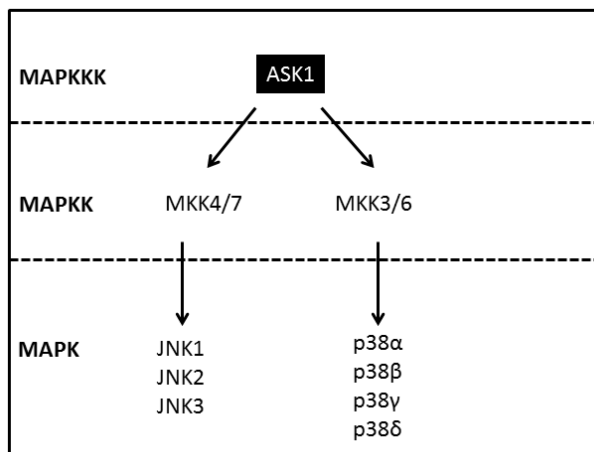 MAPKKK ASK1
MAPKK MKK4/7 MKK3/6
MAPK
JNK1
JNK2
JNK3
p38α
p38β
p38γ
p38δ